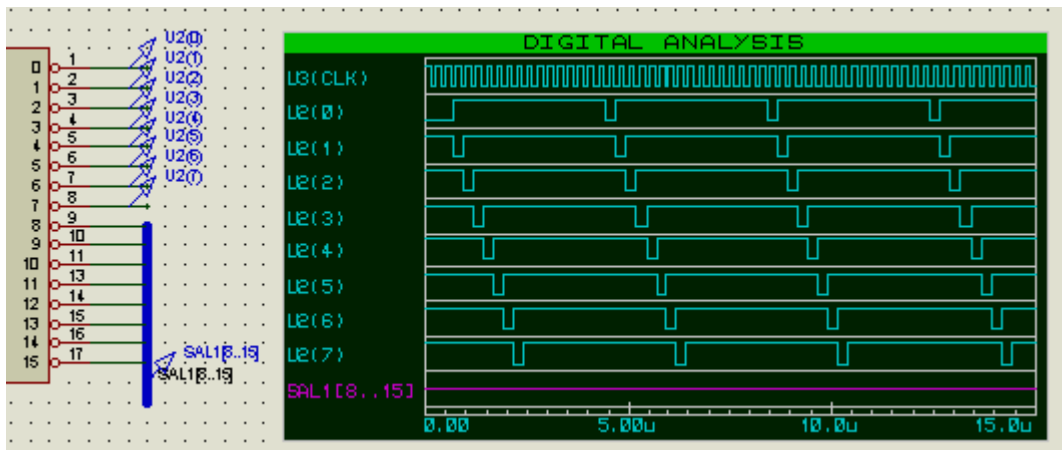 U2(0)
U2(1)
U2(2)
U2(3)
U2(4)
U2(5)
U2(6)
U2(7)
0 1
1 2
2 3
3 4
4 5
5 6
6 7
7 8
8 9
9 10
10 11
11 13
12 14
13 15
14 16
15 17
SAL1[8..15]
SAL1[8..15]
DIGITAL ANALYSIS
U3(CLK)
U2(0)
U2(1)
U2(2)
U2(3)
U2(4)
U2(5)
U2(6)
U2(7)
SAL1[8..15]
0.00 5.00u 10.0u 15.0u